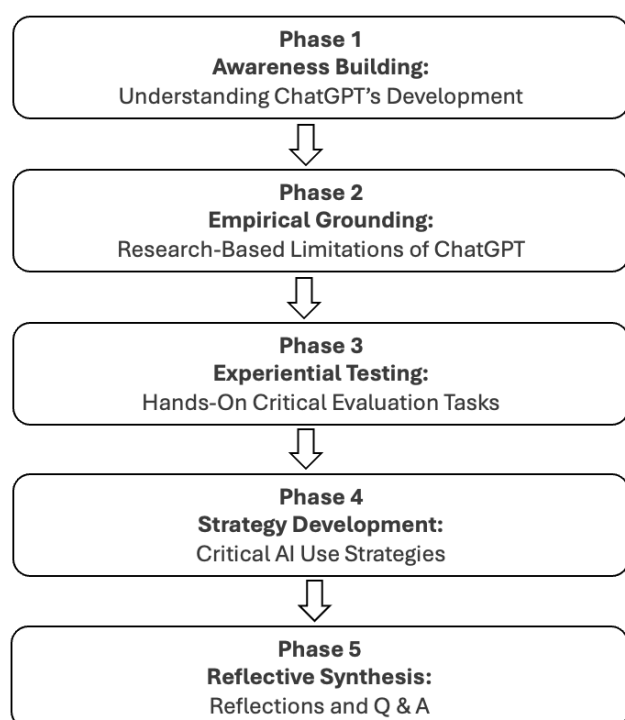 Phase 1
Awareness Building:
Understanding ChatGPT’s Development
Phase 2
Empirical Grounding:
Research-Based Limitations of ChatGPT
Phase 3
Experiential Testing:
Hands-On Critical Evaluation Tasks
Phase 4
Strategy Development:
Critical AI Use Strategies
Phase 5
Reflective Synthesis:
Reflections and Q & A